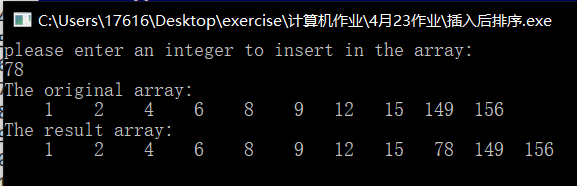 C:\Users\17616\Desktop\exercise\计算机作业\4月23作业\插入后排序.exe
please enter an integer to insert in the array:
78
The original array:
1 2 4 6 8 9 12 15 149 156
The result array:
1 2 4 6 8 9 12 15 78 149 156